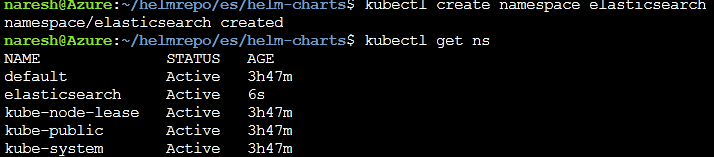 naresh@Azure:~/helmrepo/es/helm-charts$ kubectl create namespace elasticsearch
namespace/elasticsearch created
naresh@Azure:~/helmrepo/es/helm-charts$ kubectl get ns
NAME              STATUS   AGE
default           Active   3h47m
elasticsearch     Active   6s
kube-node-lease   Active   3h47m
kube-public       Active   3h47m
kube-system       Active   3h47m